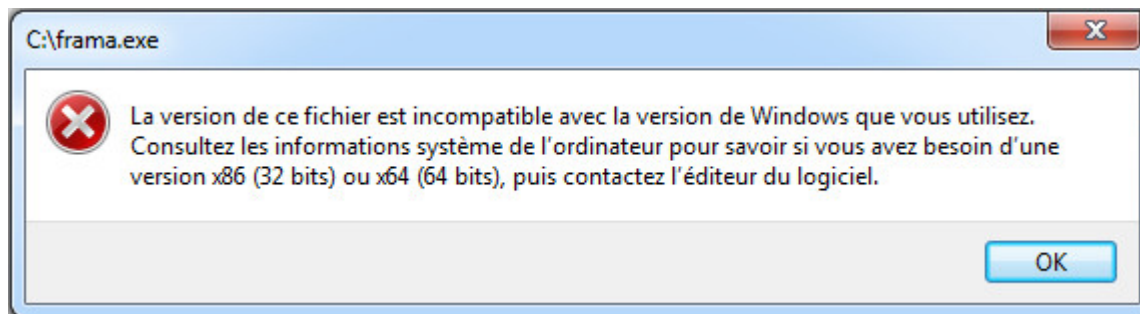 C:\frama.exe
La version de ce fichier est incompatible avec la version de Windows que vous utilisez.
Consultez les informations système de l'ordinateur pour savoir si vous avez besoin d'une
version x86 (32 bits) ou x64 (64 bits), puis contactez l'éditeur du logiciel.
OK